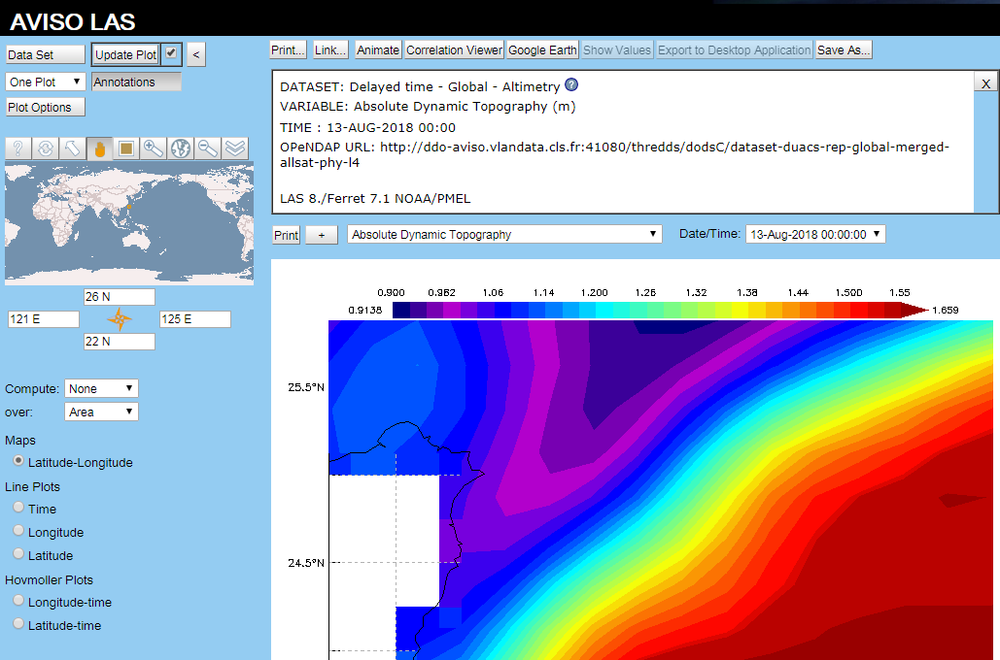 AVISO LAS
Data Set Update Plot <
One Plot Annotations
Plot Options
?
26 N
121 E 125 E
22 N
Compute: None
over: Area
Maps
Latitude-Longitude
Line Plots
Time
Longitude
Latitude
Hovmoller Plots
Longitude-time
Latitude-time
Print... Link... Animate Correlation Viewer Google Earth Show Values Export to Desktop Application Save As...
DATASET: Delayed time - Global - Altimetry ? X
VARIABLE: Absolute Dynamic Topography (m)
TIME : 13-AUG-2018 00:00
OPeNDAP URL: http://ddo-aviso.vlandata.cls.fr:41080/thredds/dodsC/dataset-duacs-rep-global-merged-
allsat-phy-l4
LAS 8./Ferret 7.1 NOAA/PMEL
Print + Absolute Dynamic Topography Date/Time: 13-Aug-2018 00:00:00
0.900 0.982 1.06 1.14 1.200 1.26 1.32 1.38 1.44 1.500 1.55
0.9138 1.659
25.5°N
24.5°N